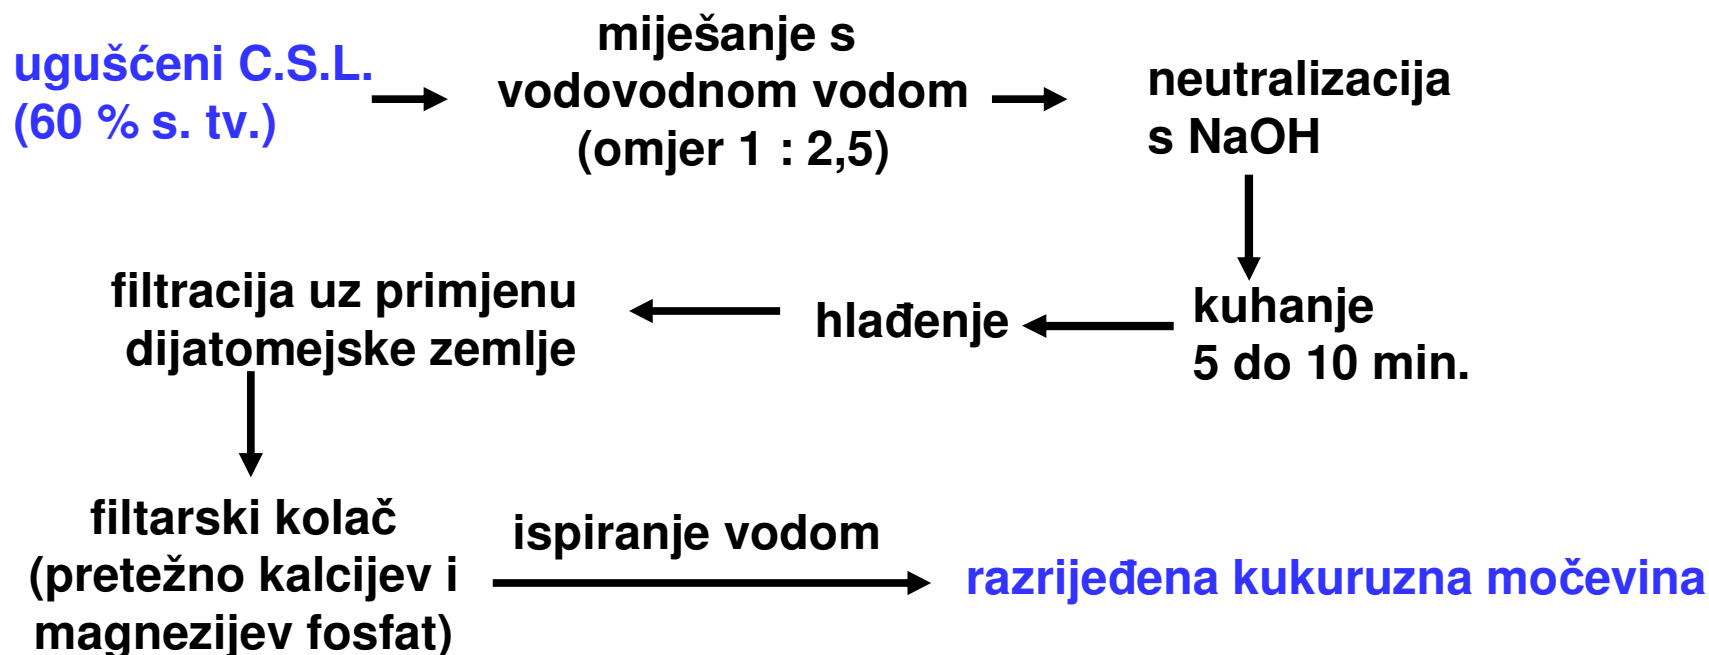 ugušćeni C.S.L.
(60 % s. tv.)
miješanje s
vodovodnom vodom
(omjer 1 : 2,5)
neutralizacija
s NaOH
kuhanje
5 do 10 min.
hlađenje
filtracija uz primjenu
dijatomejske zemlje
filtarski kolač
(pretežno kalcijev i
magnezijev fosfat)
ispiranje vodom
razrijeđena kukuruzna močevina